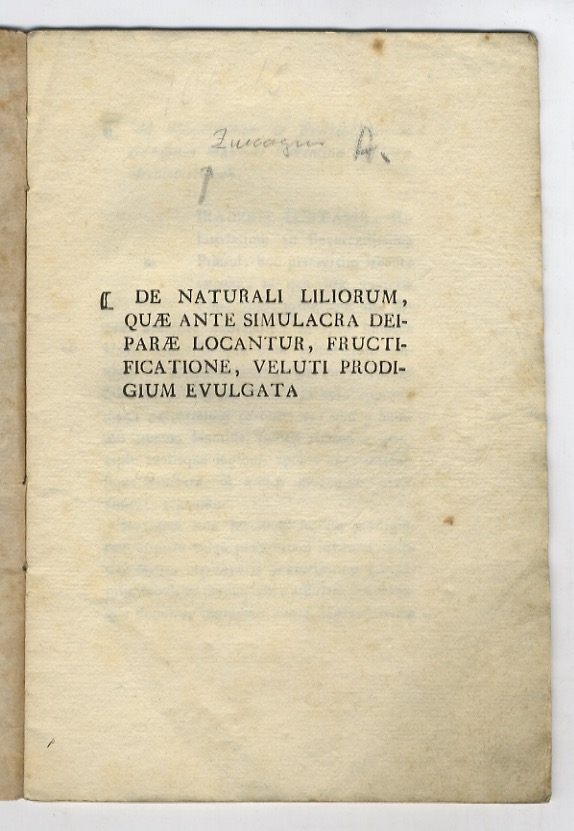 Zuccagni A.
DE NATURALI LILIORUM,
QUÆ ANTE SIMULACRA DEI-
PARÆ LOCANTUR, FRUCTI-
FICATIONE, VELUTI PRODI-
GIUM EVULGATA